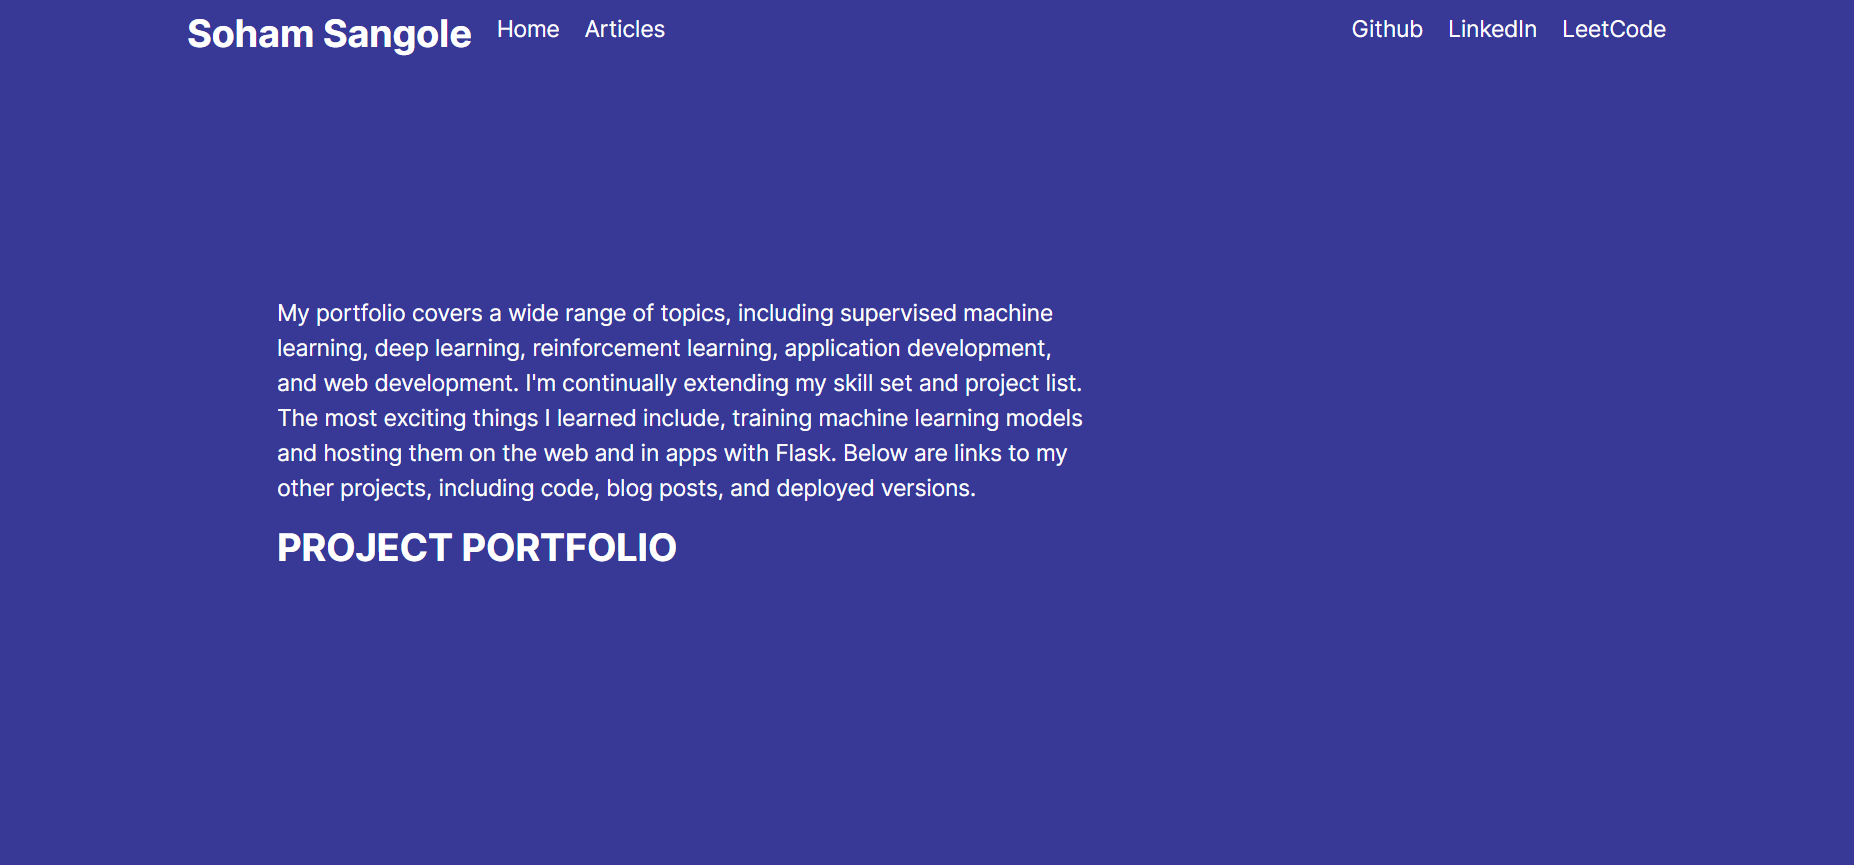 Soham Sangole Home Articles Github LinkedIn LeetCode
My portfolio covers a wide range of topics, including supervised machine
learning, deep learning, reinforcement learning, application development,
and web development. I'm continually extending my skill set and project list.
The most exciting things I learned include, training machine learning models
and hosting them on the web and in apps with Flask. Below are links to my
other projects, including code, blog posts, and deployed versions.
PROJECT PORTFOLIO